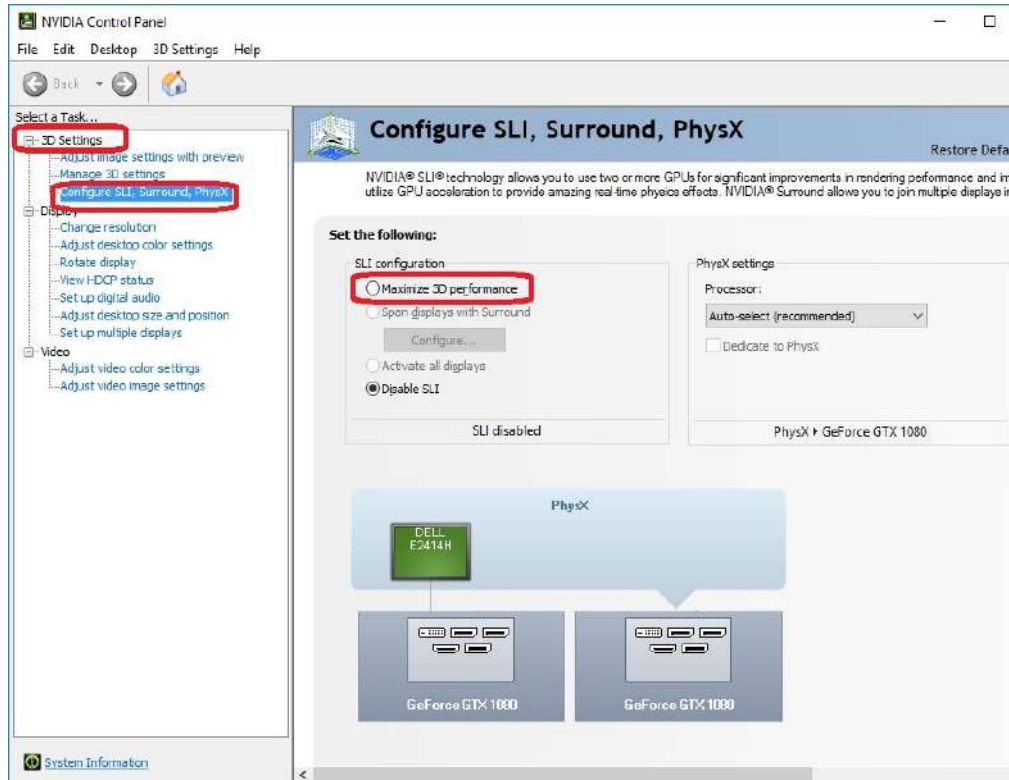 NVIDIA Control Panel
File Edit Desktop 3D Settings Help
Back
Select a Task...
3D Settings
Adjust image settings with preview
Manage 3D settings
Configure SLI, Surround, PhysX
Display
Change resolution
Adjust desktop color settings
Rotate display
View HDCP status
Set up digital audio
Adjust desktop size and position
Set up multiple displays
Video
Adjust video color settings
Adjust video image settings
System Information
Configure SLI, Surround, PhysX
Restore Defa
NVIDIA® SLI® technology allows you to use two or more GPUs for significant improvements in rendering performance and im
utilize GPU acceleration to provide amazing real-time physics effects. NVIDIA® Surround allows you to join multiple displays in
Set the following:
SLI configuration
Maximize 3D performance
Span displays with Surround
Configure...
Activate all displays
Disable SLI
SLI disabled
PhysX settings
Processor:
Auto-select (recommended)
Dedicate to PhysX
PhysX ▸ GeForce GTX 1080
PhysX
DELL
E2414H
GeForce GTX 1080
GeForce GTX 1080